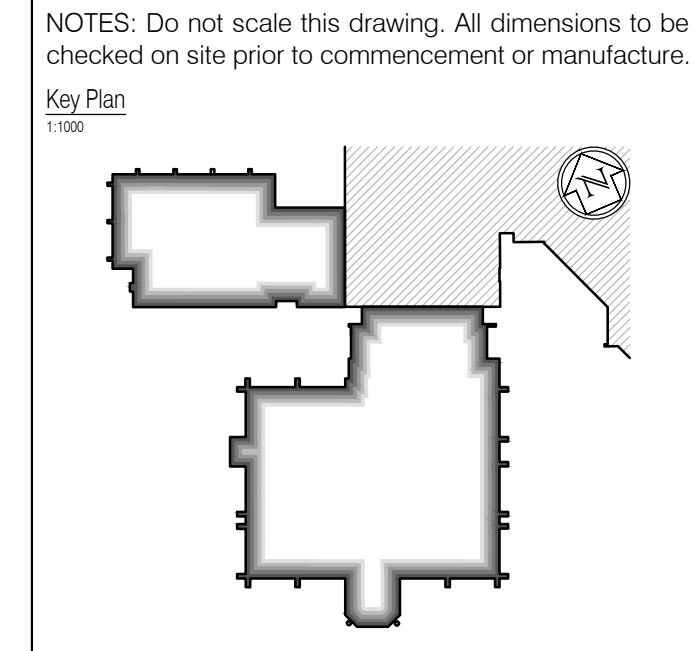 NOTES: Do not scale this drawing. All dimensions to be
checked on site prior to commencement or manufacture.
Key Plan
1:1000
N